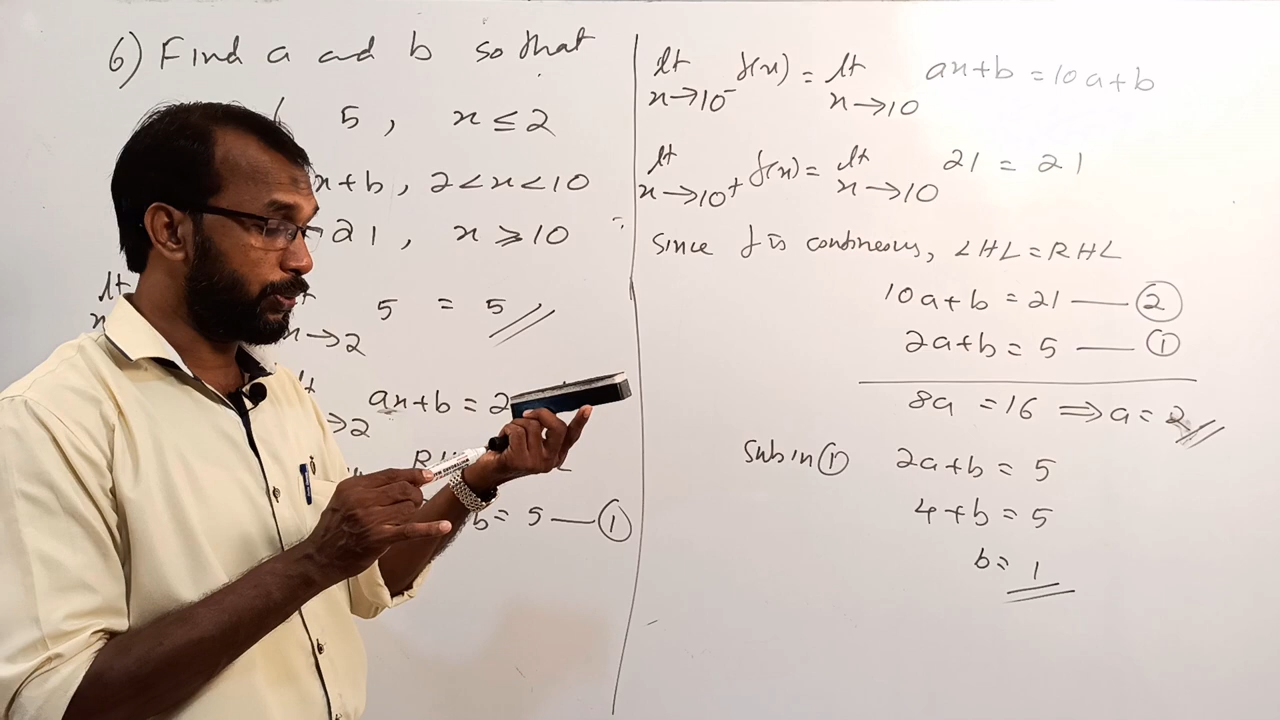 6) Find a and b so that
5 , x ≤ 2
x+b , 2<x<10
21 , x ≥ 10
lt
5 = 5
x→2
ax+b = 2
→2
b= 5 — ①
lt f(x) = lt ax+b = 10a+b
x→10⁻ x→10
lt f(x) = lt 21 = 21
x→10⁺ x→10
since f is contineous, LHL = RHL
10a+b = 21 — ②
2a+b = 5 — ①
8a = 16 ⇒ a = 2
Sub in ① 2a+b = 5
4+b = 5
b= 1